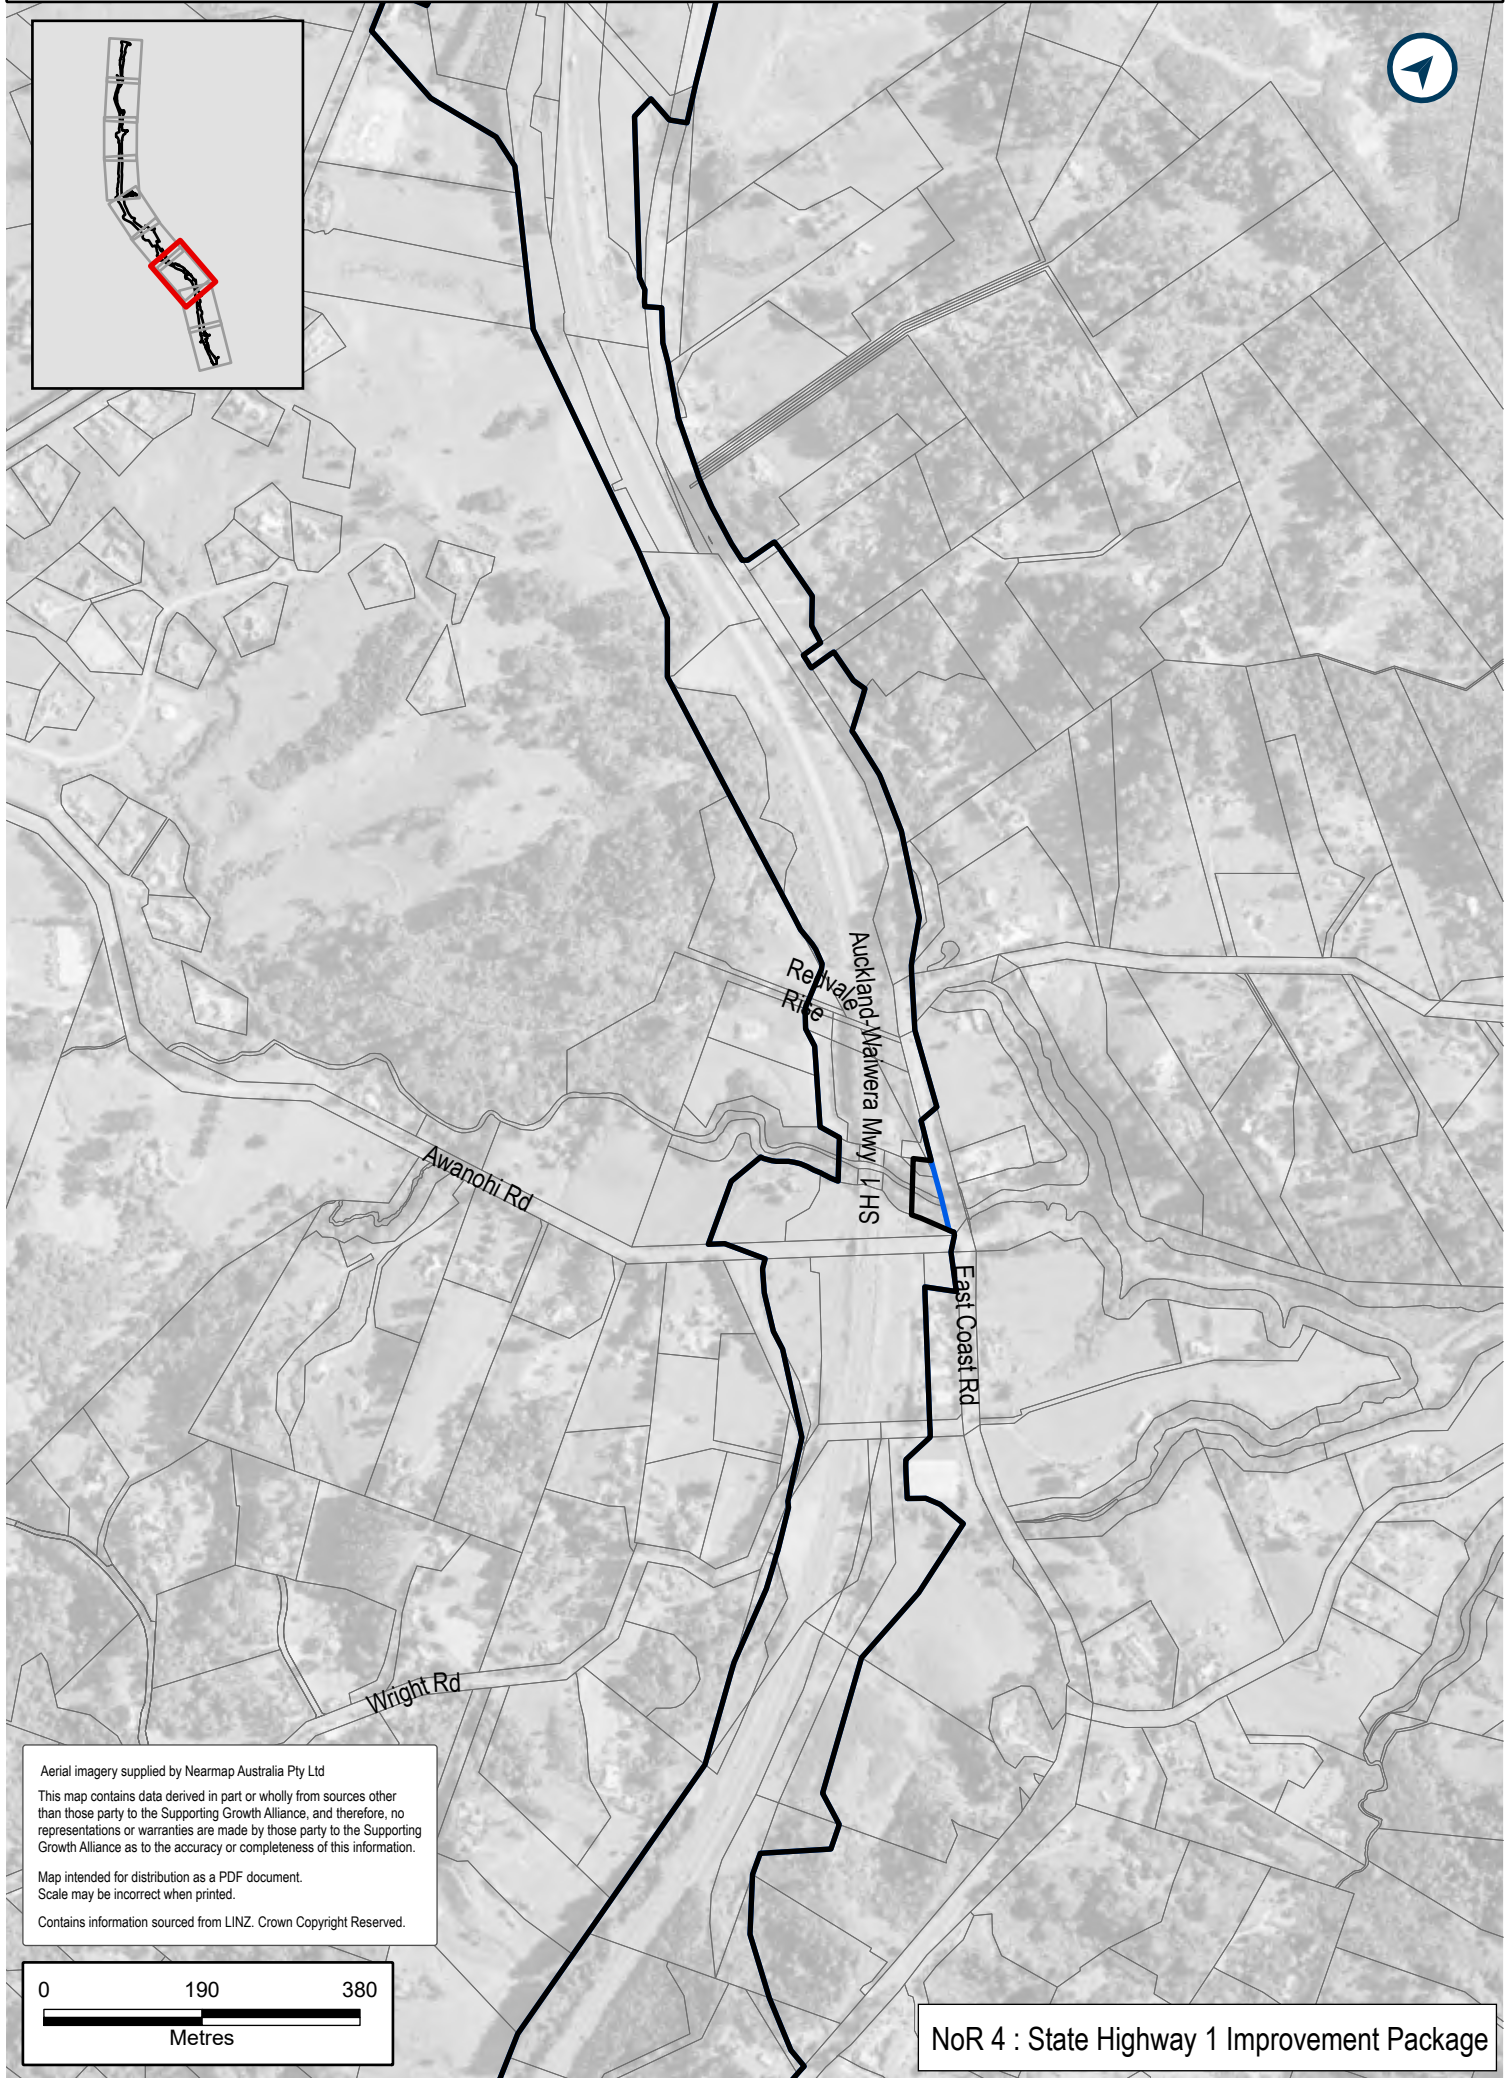 Redvale
Rise
Auckland-Waiwera Mwy
I/ HS
Awanohi Rd
East Coast Rd
Wright Rd
Aerial imagery supplied by Nearmap Australia Pty Ltd
This map contains data derived in part or wholly from sources other
than those party to the Supporting Growth Alliance, and therefore, no
representations or warranties are made by those party to the Supporting
Growth Alliance as to the accuracy or completeness of this information.
Map intended for distribution as a PDF document.
Scale may be incorrect when printed.
Contains information sourced from LINZ. Crown Copyright Reserved.
0 190 380
Metres
NoR 4 : State Highway 1 Improvement Package